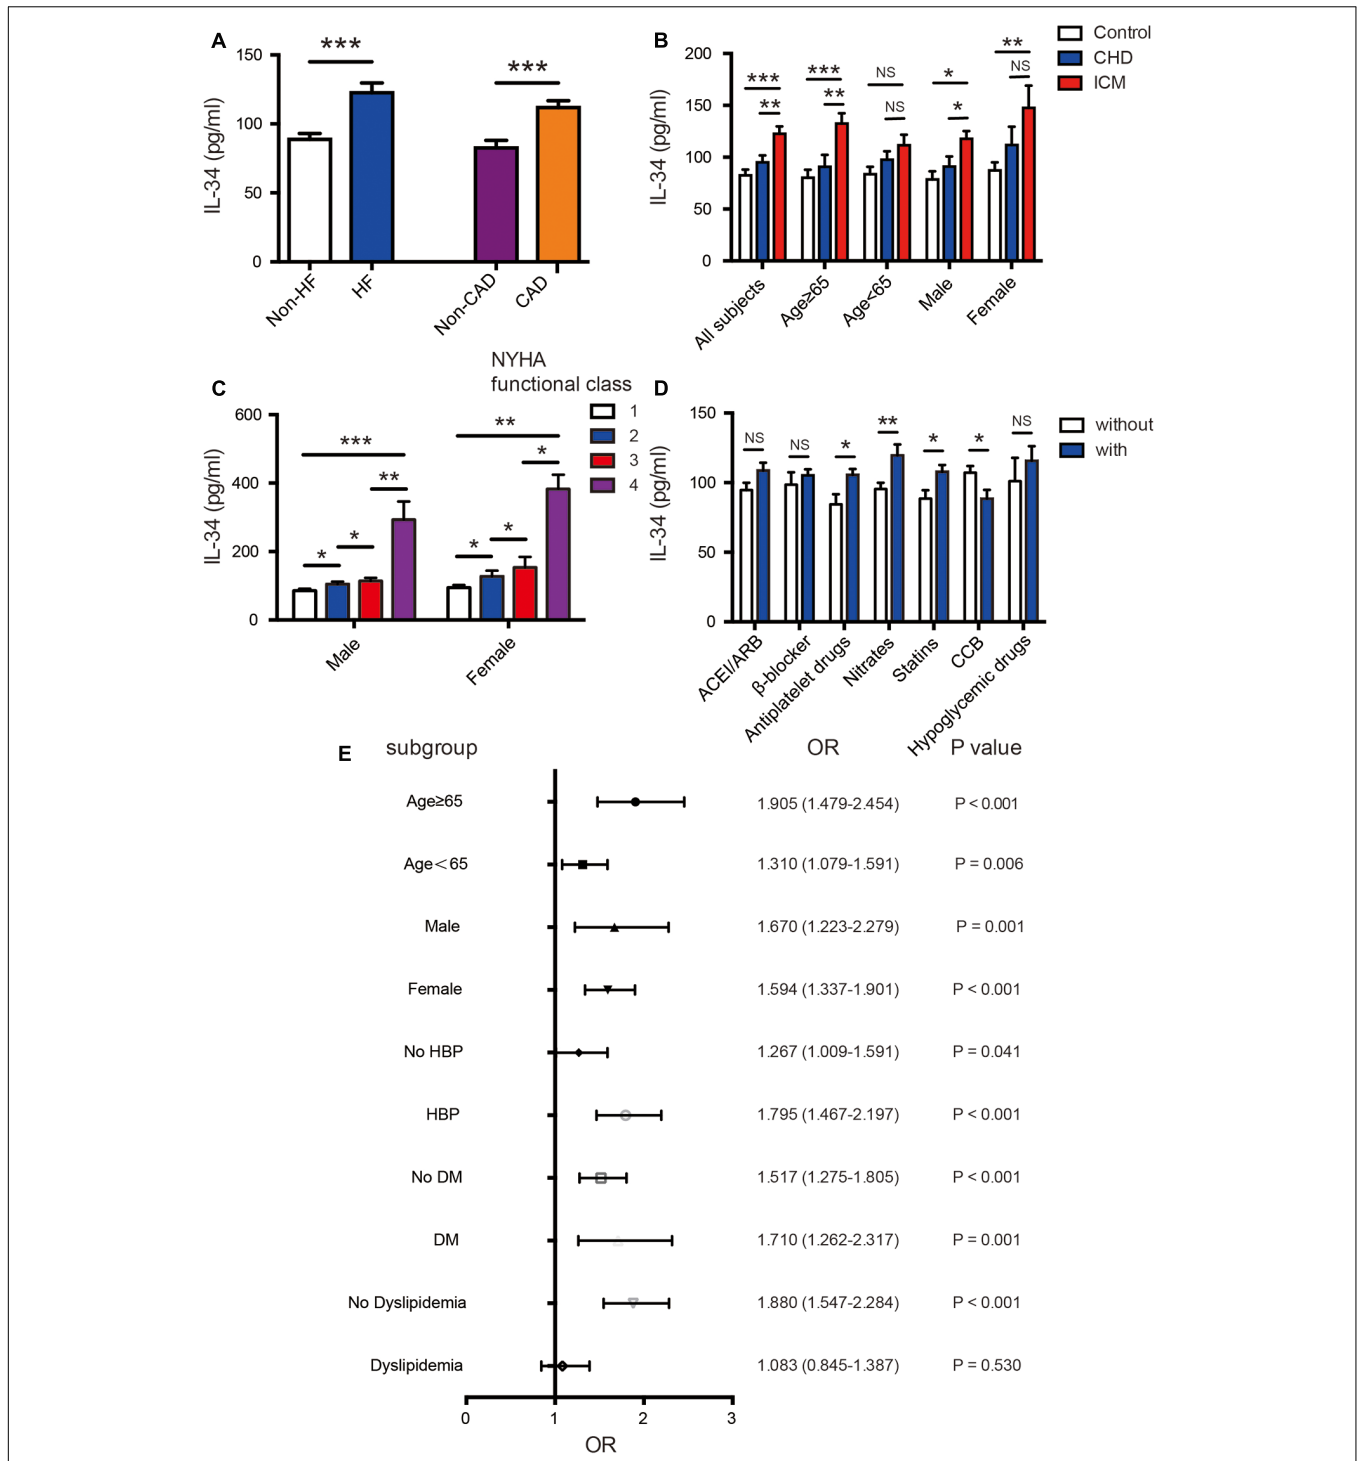 A
***
***
150
100
50
0
IL-34 (pg/ml)
Non-HF
HF
Non-CAD
CAD
B
Control
CHD
ICM
200
150
100
50
0
IL-34 (pg/ml)
***
**
***
**
NS
NS
*
*
**
NS
All subjects
Age≥65
Age<65
Male
Female
C
NYHA
functional class
1
2
3
4
600
400
200
0
IL-34 (pg/ml)
***
**
*
*
**
*
*
*
Male
Female
D
without
with
150
100
50
0
IL-34 (pg/ml)
NS
NS
*
**
*
*
NS
ACEI/ARB
β-blocker
Antiplatelet drugs
Nitrates
Statins
CCB
Hypoglycemic drugs
E
subgroup OR P value
Age≥65 1.905 (1.479-2.454) P < 0.001
Age＜65 1.310 (1.079-1.591) P = 0.006
Male 1.670 (1.223-2.279) P = 0.001
Female 1.594 (1.337-1.901) P < 0.001
No HBP 1.267 (1.009-1.591) P = 0.041
HBP 1.795 (1.467-2.197) P < 0.001
No DM 1.517 (1.275-1.805) P < 0.001
DM 1.710 (1.262-2.317) P = 0.001
No Dyslipidemia 1.880 (1.547-2.284) P < 0.001
Dyslipidemia 1.083 (0.845-1.387) P = 0.530
0 1 2 3
OR